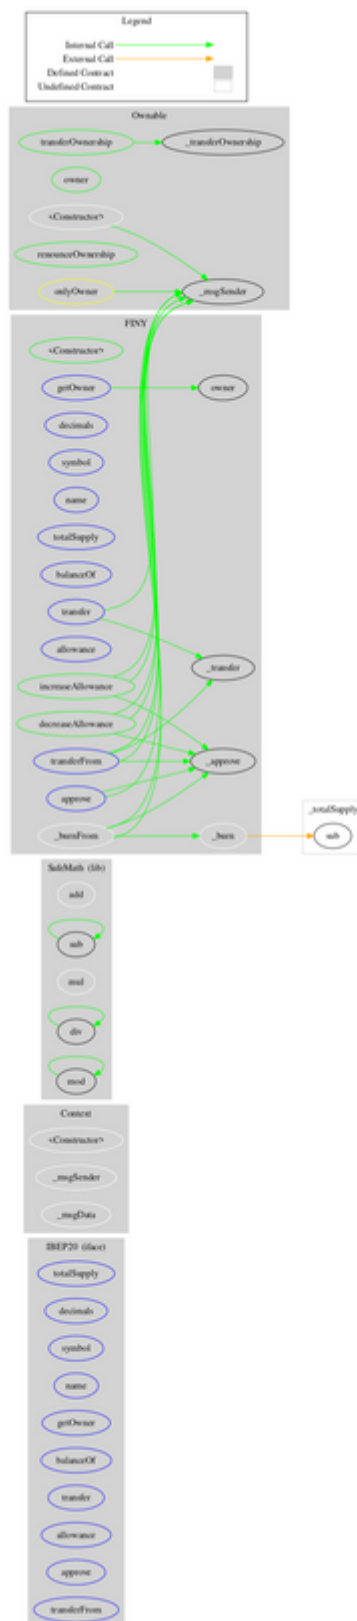 Legend
Internal Call
External Call
Defined Contract
Undefined Contract
Ownable
transferOwnership
_transferOwnership
owner
<Constructor>
renounceOwnership
onlyOwner
_msgSender
FINY
<Constructor>
getOwner
owner
decimals
symbol
name
totalSupply
balanceOf
transfer
allowance
_transfer
increaseAllowance
decreaseAllowance
transferFrom
_approve
approve
_burnFrom
_burn
_totalSupply
sub
SafeMath (lib)
add
sub
mul
div
mod
Context
<Constructor>
_msgSender
_msgData
IBEP20 (iface)
totalSupply
decimals
symbol
name
getOwner
balanceOf
transfer
allowance
approve
transferFrom